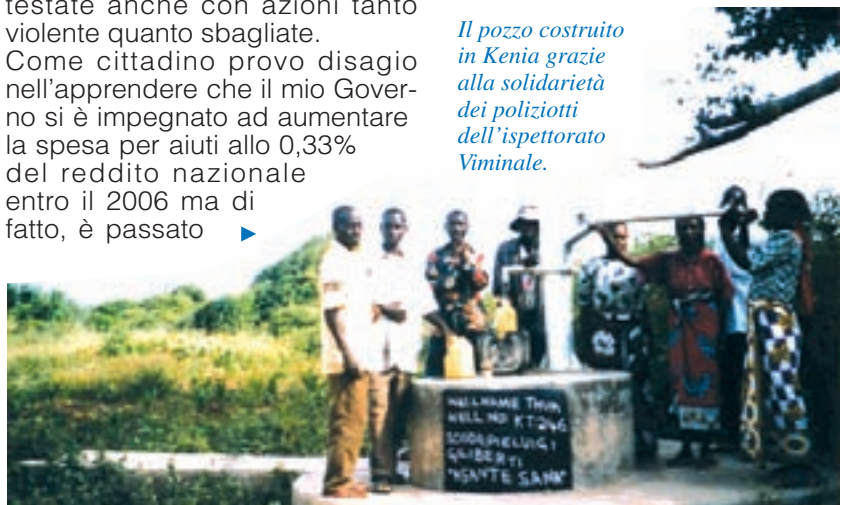 testate anche con azioni tanto
violente quanto sbagliate.
Come cittadino provo disagio
nell'apprendere che il mio Gover-
no si è impegnato ad aumentare
la spesa per aiuti allo 0,33%
del reddito nazionale
entro il 2006 ma di
fatto, è passato
Il pozzo costruito
in Kenia grazie
alla solidarietà
dei poliziotti
dell'ispettorato
Viminale.
WELL NAME THUA
WELL NO KT246
PIERLUIGI
GILIBERTI
"ASANTE SANA"